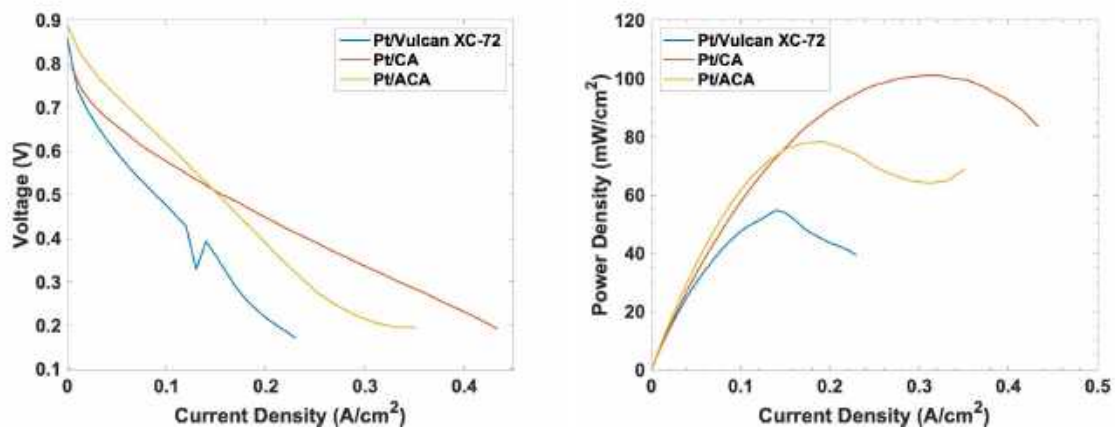 0.9
0.8
0.7
0.6
0.5
0.4
0.3
0.2
0.1
Voltage (V)
0
0.1
0.2
0.3
0.4
Current Density (A/cm²)
Pt/Vulcan XC-72
Pt/CA
Pt/ACA
120
100
80
60
40
20
0
Power Density (mW/cm²)
0
0.1
0.2
0.3
0.4
0.5
Current Density (A/cm²)
Pt/Vulcan XC-72
Pt/CA
Pt/ACA